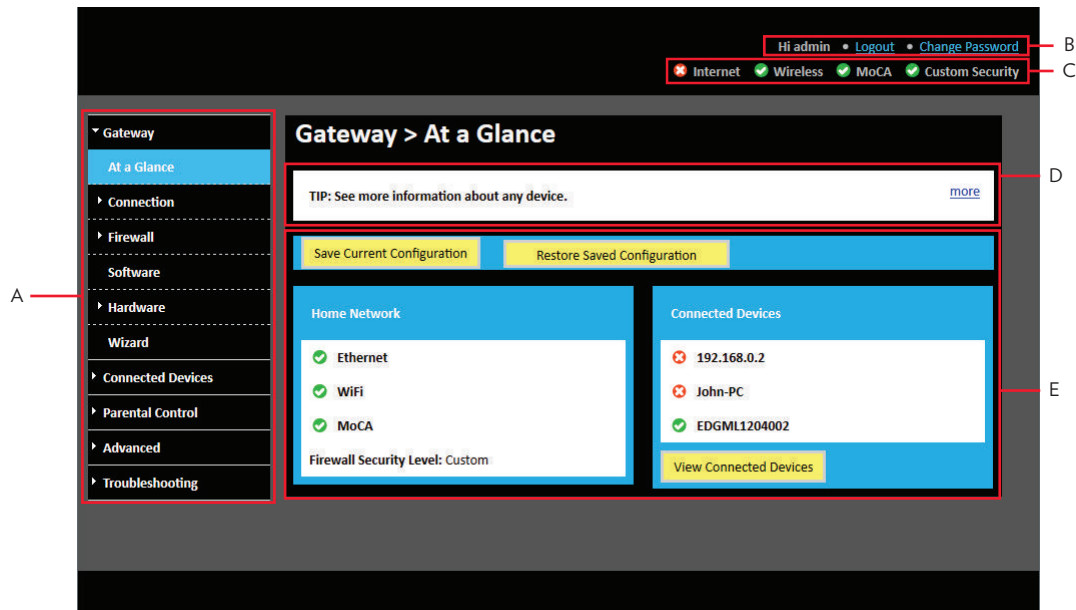 Hi admin • Logout • Change Password B
Internet Wireless MoCA Custom Security C
Gateway
At a Glance
Connection
Firewall
Software
Hardware
Wizard
Connected Devices
Parental Control
Advanced
Troubleshooting
A
Gateway > At a Glance
TIP: See more information about any device. more
D
Save Current Configuration Restore Saved Configuration
Home Network
Ethernet
WiFi
MoCA
Firewall Security Level: Custom
Connected Devices
192.168.0.2
John-PC
EDGML1204002
View Connected Devices
E